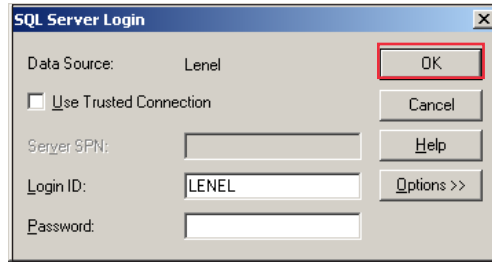 SQL Server Login
Data Source: Lenel OK
Use Trusted Connection Cancel
Server SPN: Help
Login ID: LENEL Options >>
Password: